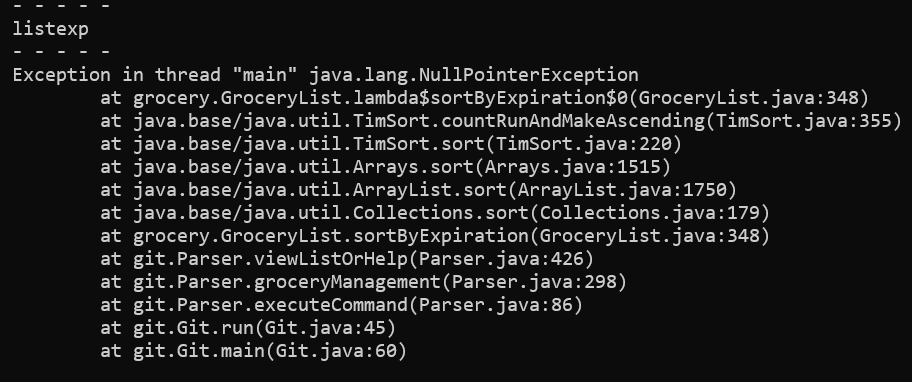 - - - - -
listexp
- - - - -
Exception in thread "main" java.lang.NullPointerException
        at grocery.GroceryList.lambda$sortByExpiration$0(GroceryList.java:348)
        at java.base/java.util.TimSort.countRunAndMakeAscending(TimSort.java:355)
        at java.base/java.util.TimSort.sort(TimSort.java:220)
        at java.base/java.util.Arrays.sort(Arrays.java:1515)
        at java.base/java.util.ArrayList.sort(ArrayList.java:1750)
        at java.base/java.util.Collections.sort(Collections.java:179)
        at grocery.GroceryList.sortByExpiration(GroceryList.java:348)
        at git.Parser.viewListOrHelp(Parser.java:426)
        at git.Parser.groceryManagement(Parser.java:298)
        at git.Parser.executeCommand(Parser.java:86)
        at git.Git.run(Git.java:45)
        at git.Git.main(Git.java:60)